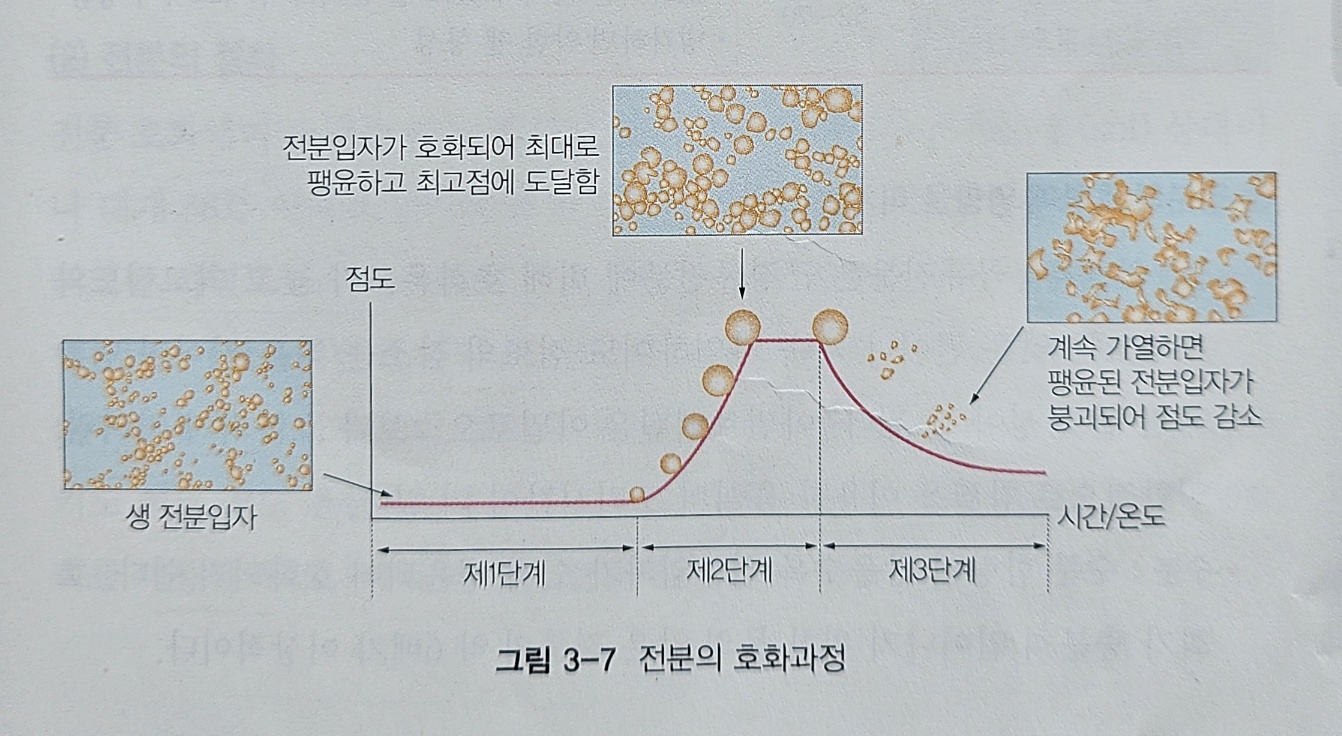 전분입자가 호화되어 최대로
팽윤하고 최고점에 도달함
점도
계속 가열하면
팽윤된 전분입자가
붕괴되어 점도 감소
생 전분입자
시간/온도
제1단계
제2단계
제3단계
그림 3-7 전분의 호화과정